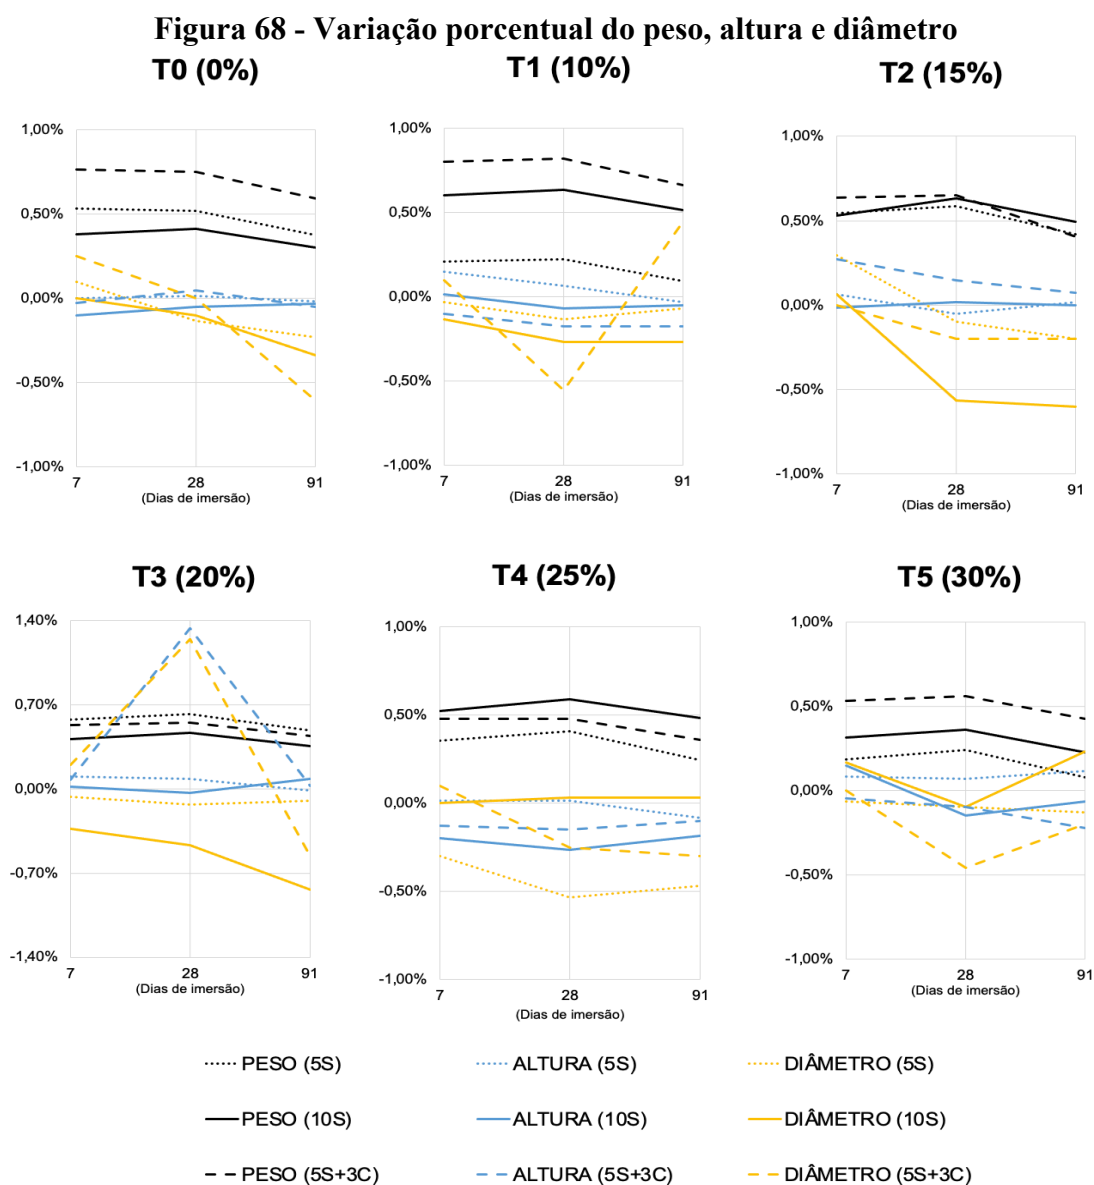 Figura 68 - Variação porcentual do peso, altura e diâmetro
T0 (0%)
1,00%
0,50%
0,00%
-0,50%
-1,00%
7 28 91
(Dias de imersão)
T1 (10%)
1,00%
0,50%
0,00%
-0,50%
-1,00%
7 28 91
(Dias de imersão)
T2 (15%)
1,00%
0,50%
0,00%
-0,50%
-1,00%
7 28 91
(Dias de imersão)
T3 (20%)
1,40%
0,70%
0,00%
-0,70%
-1,40%
7 28 91
(Dias de imersão)
T4 (25%)
1,00%
0,50%
0,00%
-0,50%
-1,00%
7 28 91
(Dias de imersão)
T5 (30%)
1,00%
0,50%
0,00%
-0,50%
-1,00%
7 28 91
(Dias de imersão)
PESO (5S) ALTURA (5S) DIÂMETRO (5S)
PESO (10S) ALTURA (10S) DIÂMETRO (10S)
PESO (5S+3C) ALTURA (5S+3C) DIÂMETRO (5S+3C)